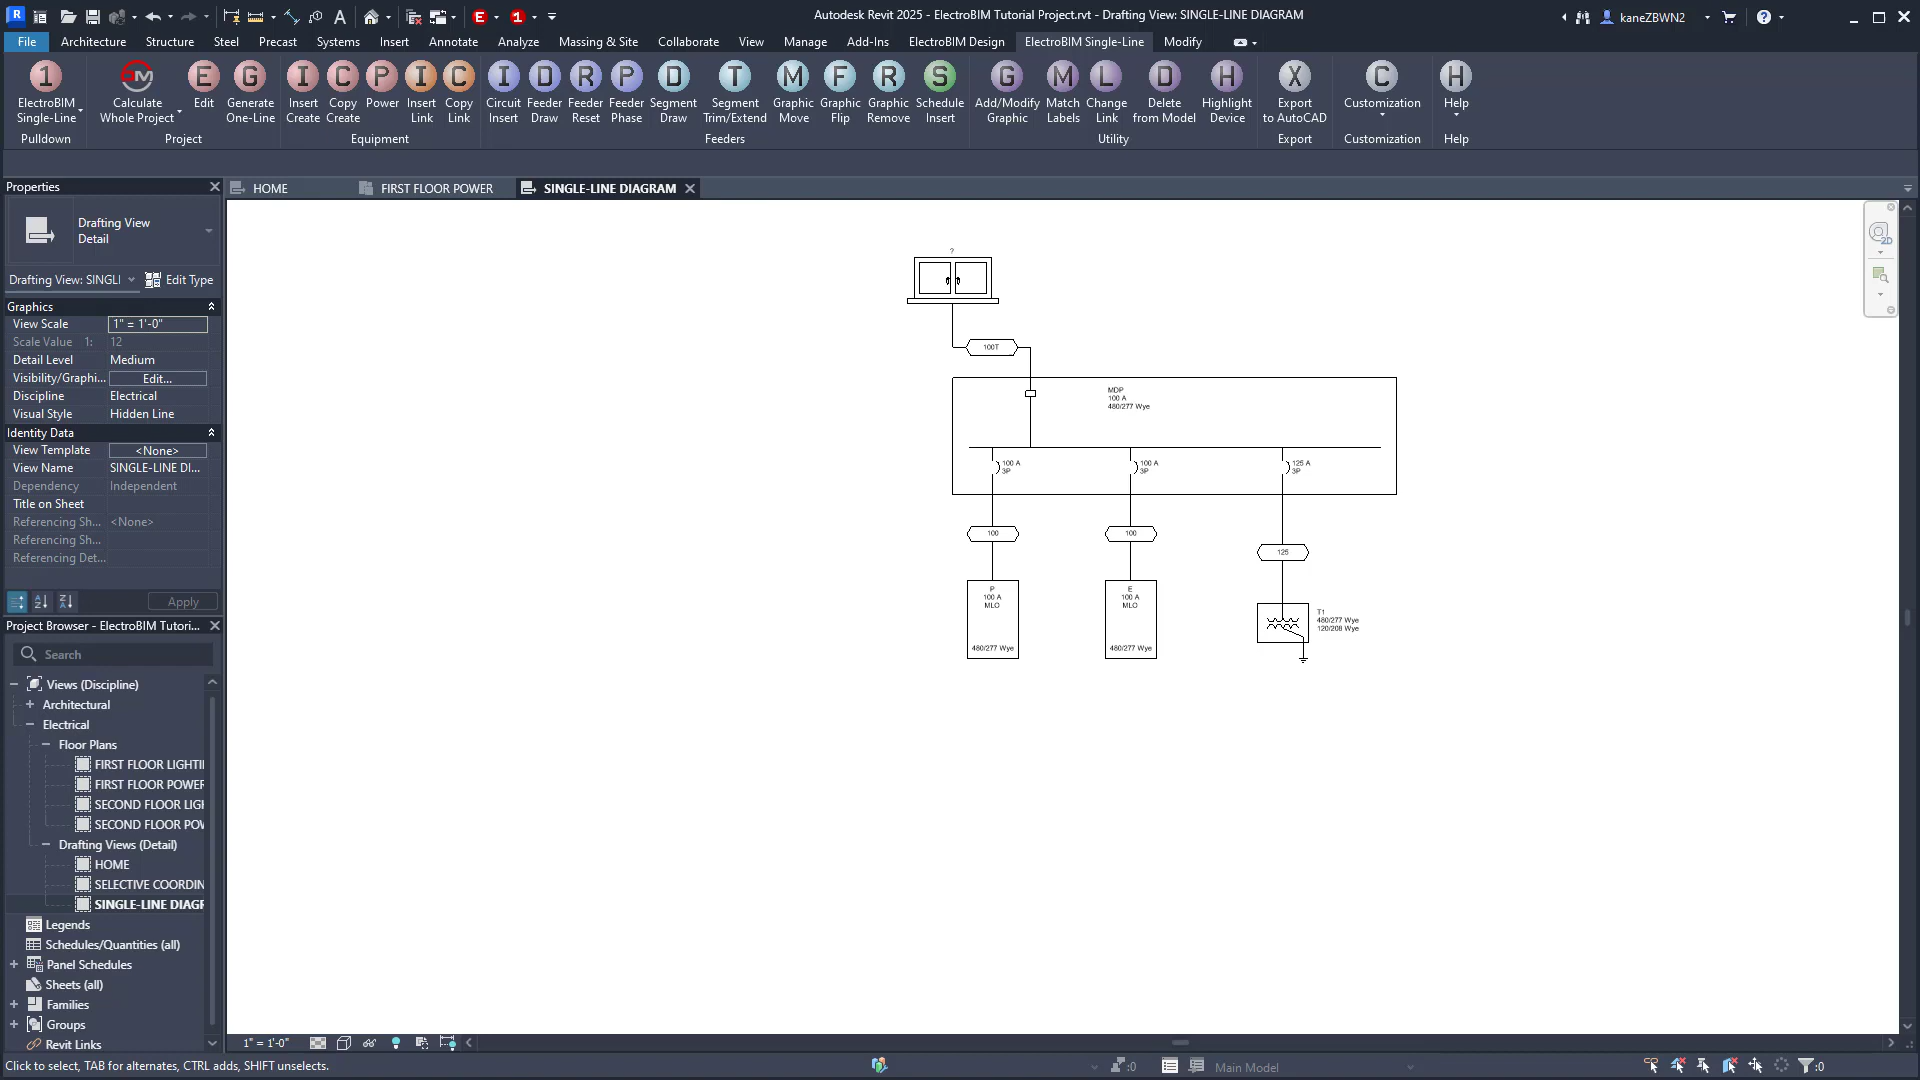 Autodesk Revit 2025 - ElectroBIM Tutorial Project.rvt - Drafting View: SINGLE-LINE DIAGRAM
kaneZBWN2
File Architecture Structure Steel Precast Systems Insert Annotate Analyze Massing & Site Collaborate View Manage Add-Ins ElectroBIM Design ElectroBIM Single-Line Modify
ElectroBIM Single-Line
Calculate Whole Project
Edit
Generate One-Line
Insert Create
Copy Create
Power
Insert Link
Copy Link
Circuit Insert
Feeder Draw
Feeder Reset
Feeder Phase
Segment Draw
Segment Trim/Extend
Graphic Move
Graphic Flip
Graphic Remove
Schedule Insert
Add/Modify Graphic
Match Labels
Change Link
Delete from Model
Highlight Device
Export to AutoCAD
Customization
Help
Pulldown Project Equipment Feeders Utility Export Customization Help
Properties
HOME
FIRST FLOOR POWER
SINGLE-LINE DIAGRAM
Drafting View
Detail
Drafting View: SINGLI
Edit Type
Graphics
View Scale 1" = 1'-0"
Scale Value 1: 12
Detail Level Medium
Visibility/Graphi... Edit...
Discipline Electrical
Visual Style Hidden Line
Identity Data
View Template <None>
View Name SINGLE-LINE DI...
Dependency Independent
Title on Sheet
Referencing Sh... <None>
Referencing Sh...
Referencing Det...
Apply
Project Browser - ElectroBIM Tutori...
Search
Views (Discipline)
Architectural
Electrical
Floor Plans
FIRST FLOOR LIGHTI
FIRST FLOOR POWER
SECOND FLOOR LIGH
SECOND FLOOR POW
Drafting Views (Detail)
HOME
SELECTIVE COORDIN
SINGLE-LINE DIAGR
Legends
Schedules/Quantities (all)
Panel Schedules
Sheets (all)
Families
Groups
Revit Links
?
100T
MDP
100 A
480/277 Wye
100 A
3P
100 A
3P
125 A
3P
100
100
125
P
100 A
MLO
480/277 Wye
E
100 A
MLO
480/277 Wye
T1
480/277 Wye
120/208 Wye
1" = 1'-0"
Click to select, TAB for alternates, CTRL adds, SHIFT unselects.
:0
Main Model
:0